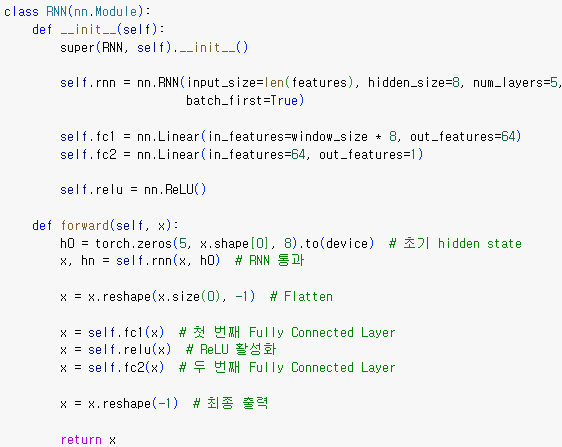 class RNN(nn.Module):
    def __init__(self):
        super(RNN, self).__init__()

        self.rnn = nn.RNN(input_size=len(features), hidden_size=8, num_layers=5,
                          batch_first=True)

        self.fc1 = nn.Linear(in_features=window_size * 8, out_features=64)
        self.fc2 = nn.Linear(in_features=64, out_features=1)

        self.relu = nn.ReLU()

    def forward(self, x):
        h0 = torch.zeros(5, x.shape[0], 8).to(device)  # 초기 hidden state
        x, hn = self.rnn(x, h0)  # RNN 통과

        x = x.reshape(x.size(0), -1)  # Flatten

        x = self.fc1(x)  # 첫 번째 Fully Connected Layer
        x = self.relu(x)  # ReLU 활성화
        x = self.fc2(x)  # 두 번째 Fully Connected Layer

        x = x.reshape(-1)  # 최종 출력

        return x